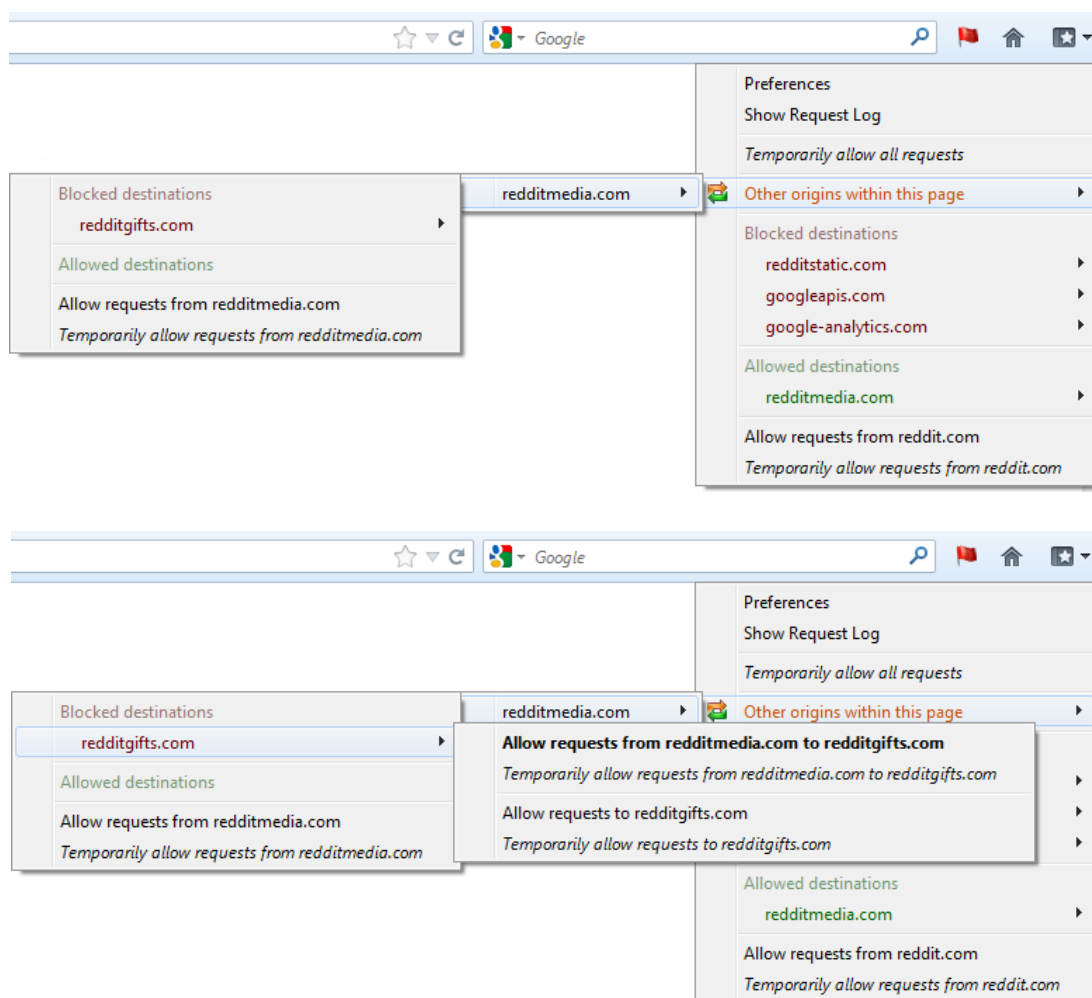 Google
Preferences
Show Request Log
Temporarily allow all requests
Other origins within this page
redditmedia.com
Blocked destinations
redditgifts.com
Allowed destinations
Allow requests from redditmedia.com
Temporarily allow requests from redditmedia.com
Blocked destinations
redditstatic.com
googleapis.com
google-analytics.com
Allowed destinations
redditmedia.com
Allow requests from reddit.com
Temporarily allow requests from reddit.com
Google
Preferences
Show Request Log
Temporarily allow all requests
Other origins within this page
redditmedia.com
Blocked destinations
redditgifts.com
Allowed destinations
Allow requests from redditmedia.com
Temporarily allow requests from redditmedia.com
Allow requests from redditmedia.com to redditgifts.com
Temporarily allow requests from redditmedia.com to redditgifts.com
Allow requests to redditgifts.com
Temporarily allow requests to redditgifts.com
Allowed destinations
redditmedia.com
Allow requests from reddit.com
Temporarily allow requests from reddit.com